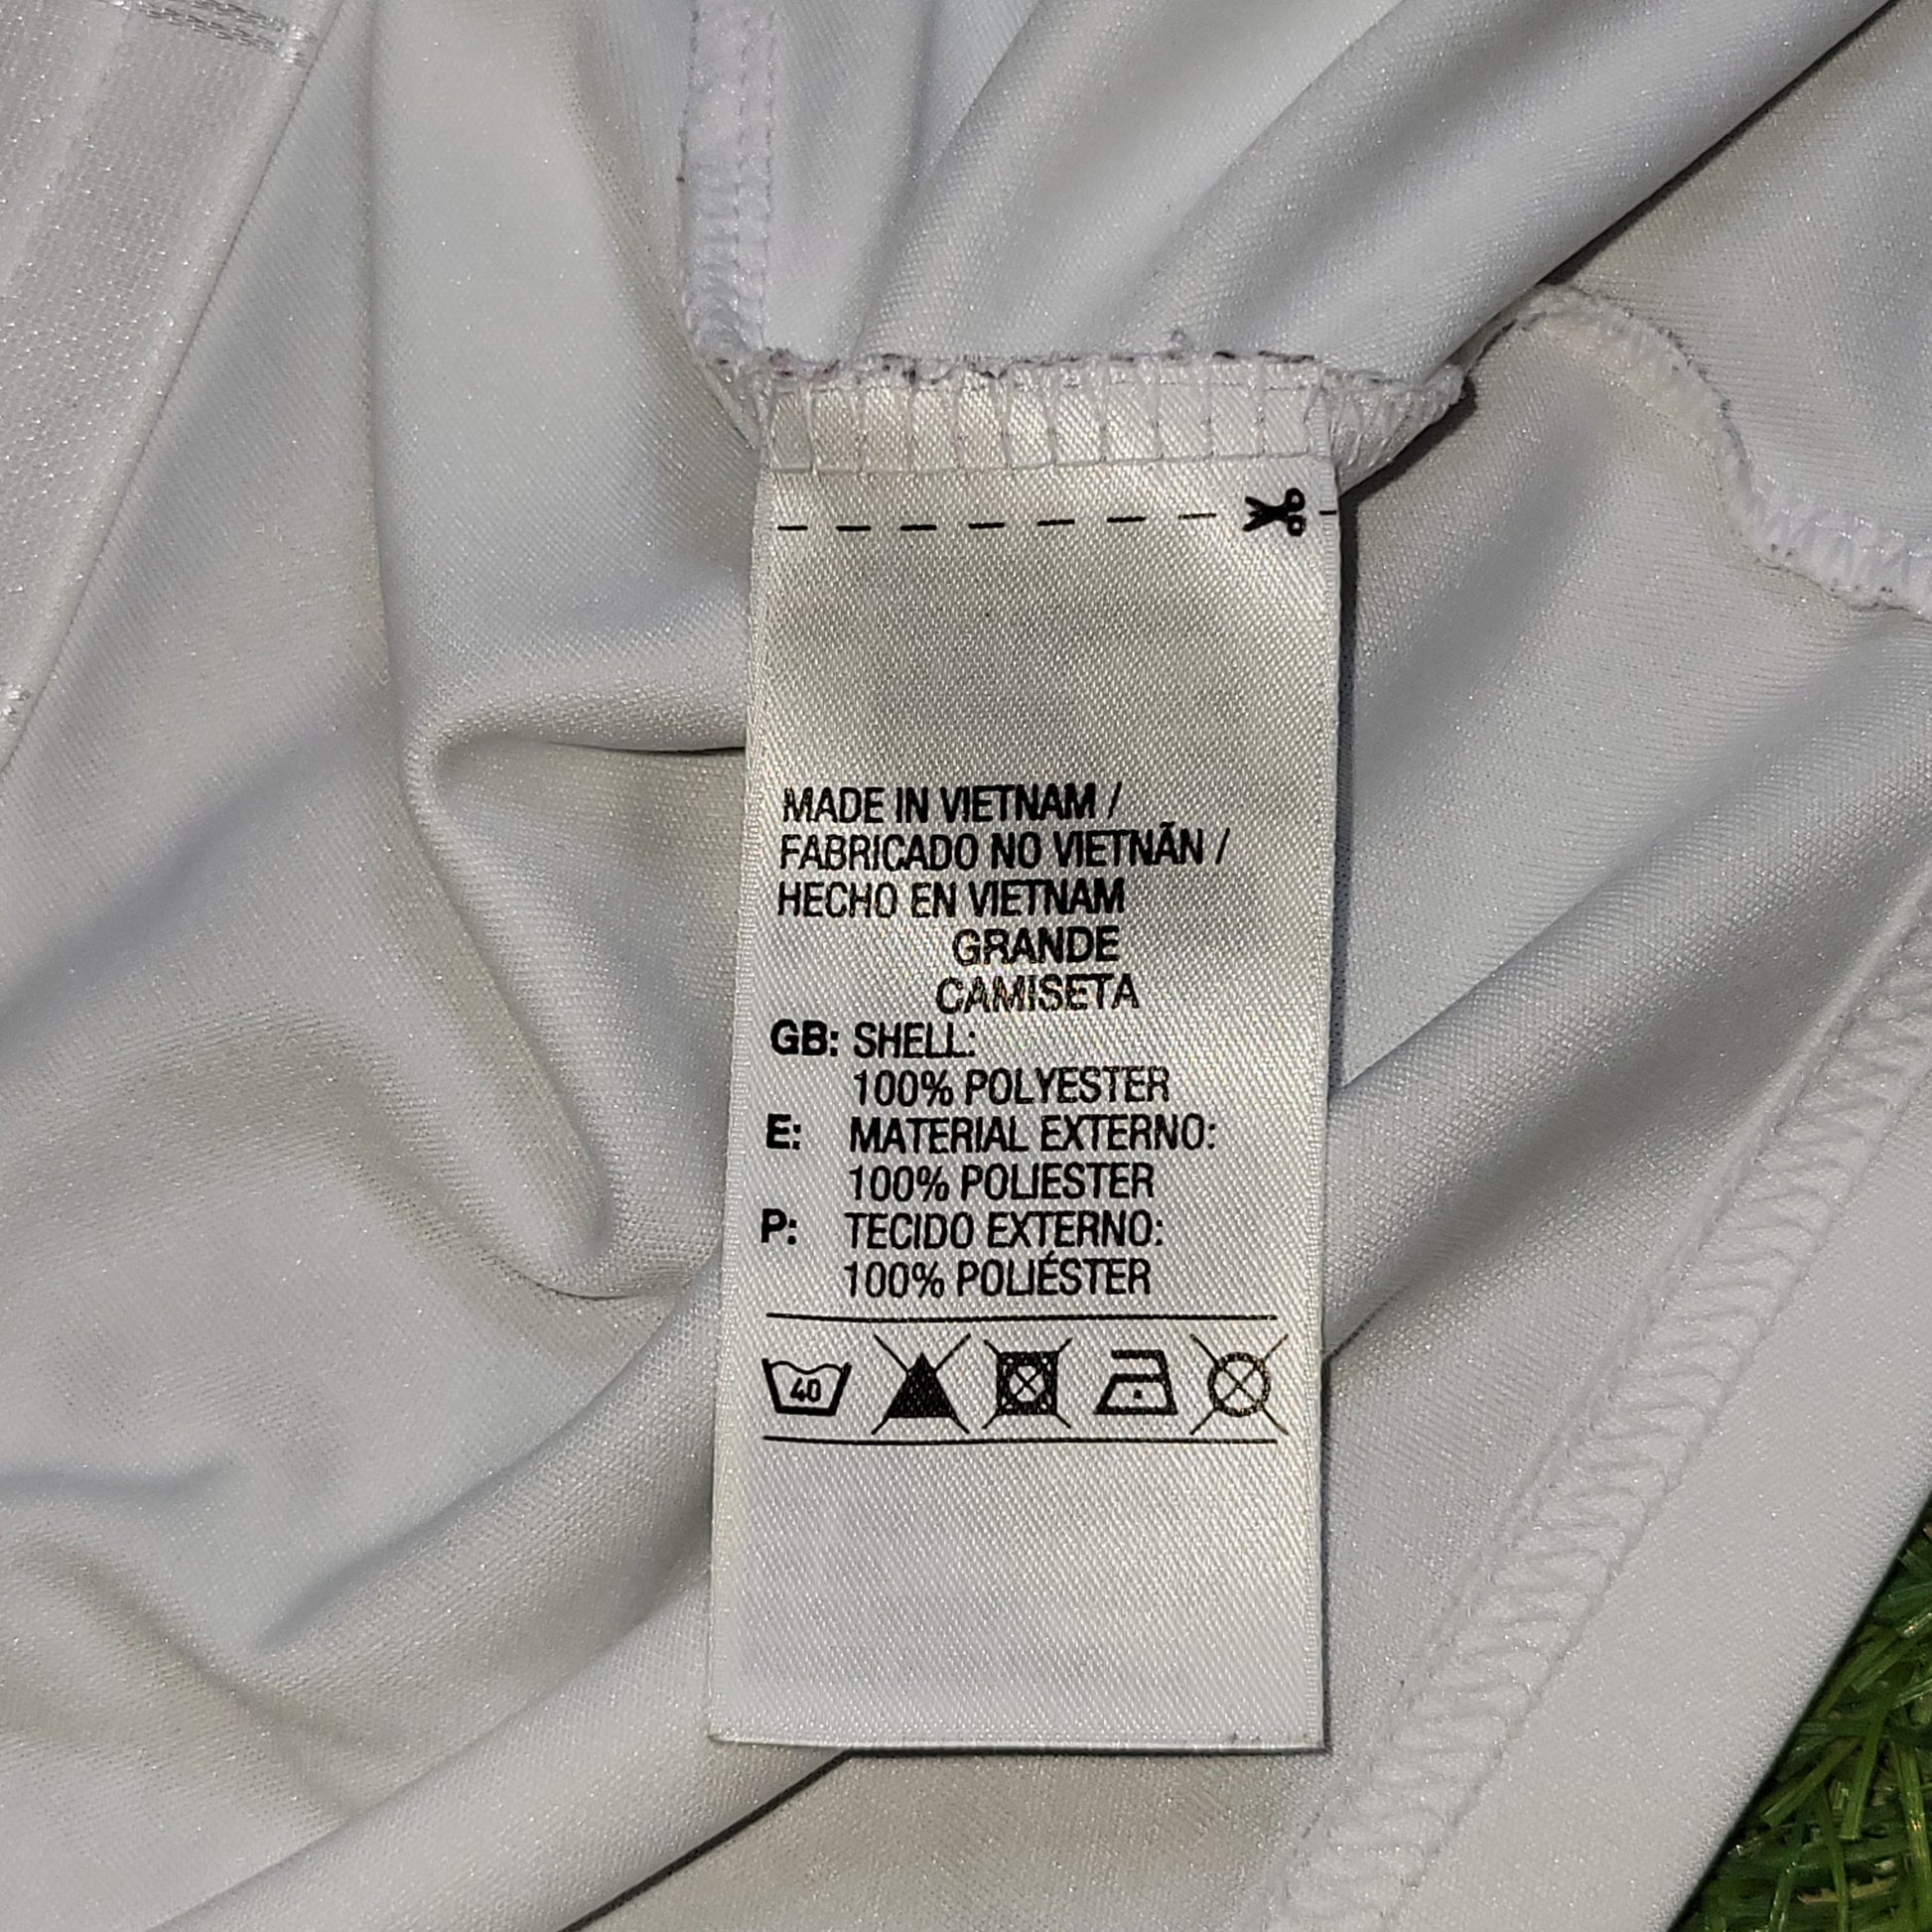 MADE IN VIETNAM /
FABRICADO NO VIETNÃN /
HECHO EN VIETNAM
GRANDE
CAMISETA
GB: SHELL:
100% POLYESTER
E: MATERIAL EXTERNO:
100% POLIESTER
P: TECIDO EXTERNO:
100% POLIÉSTER
40